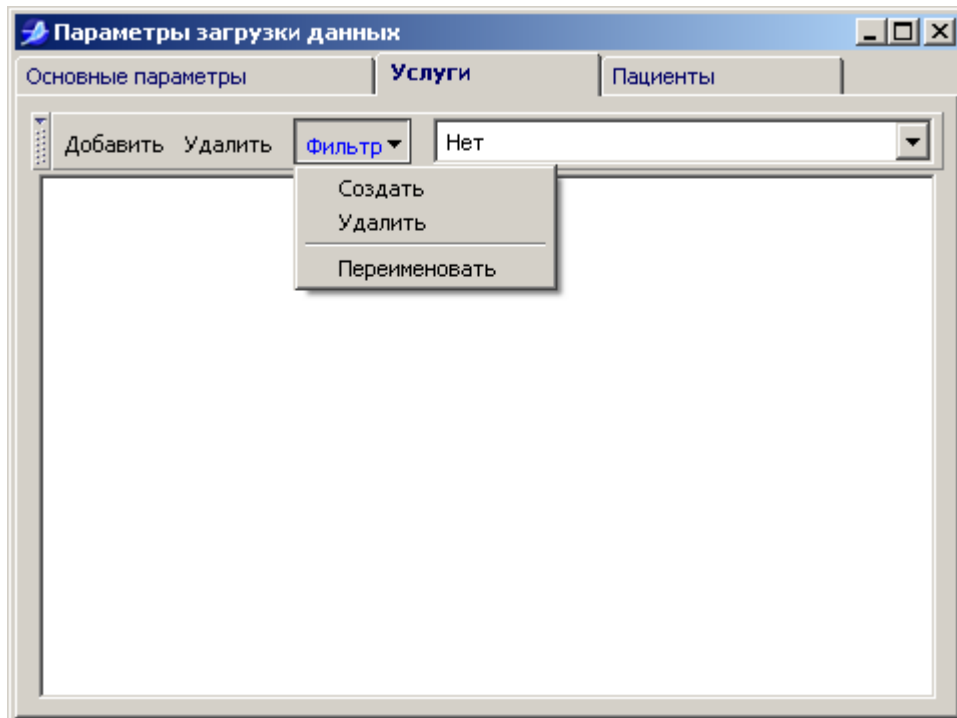 Параметры загрузки данных
Основные параметры Услуги Пациенты
Добавить Удалить Фильтр Нет
Создать
Удалить
Переименовать